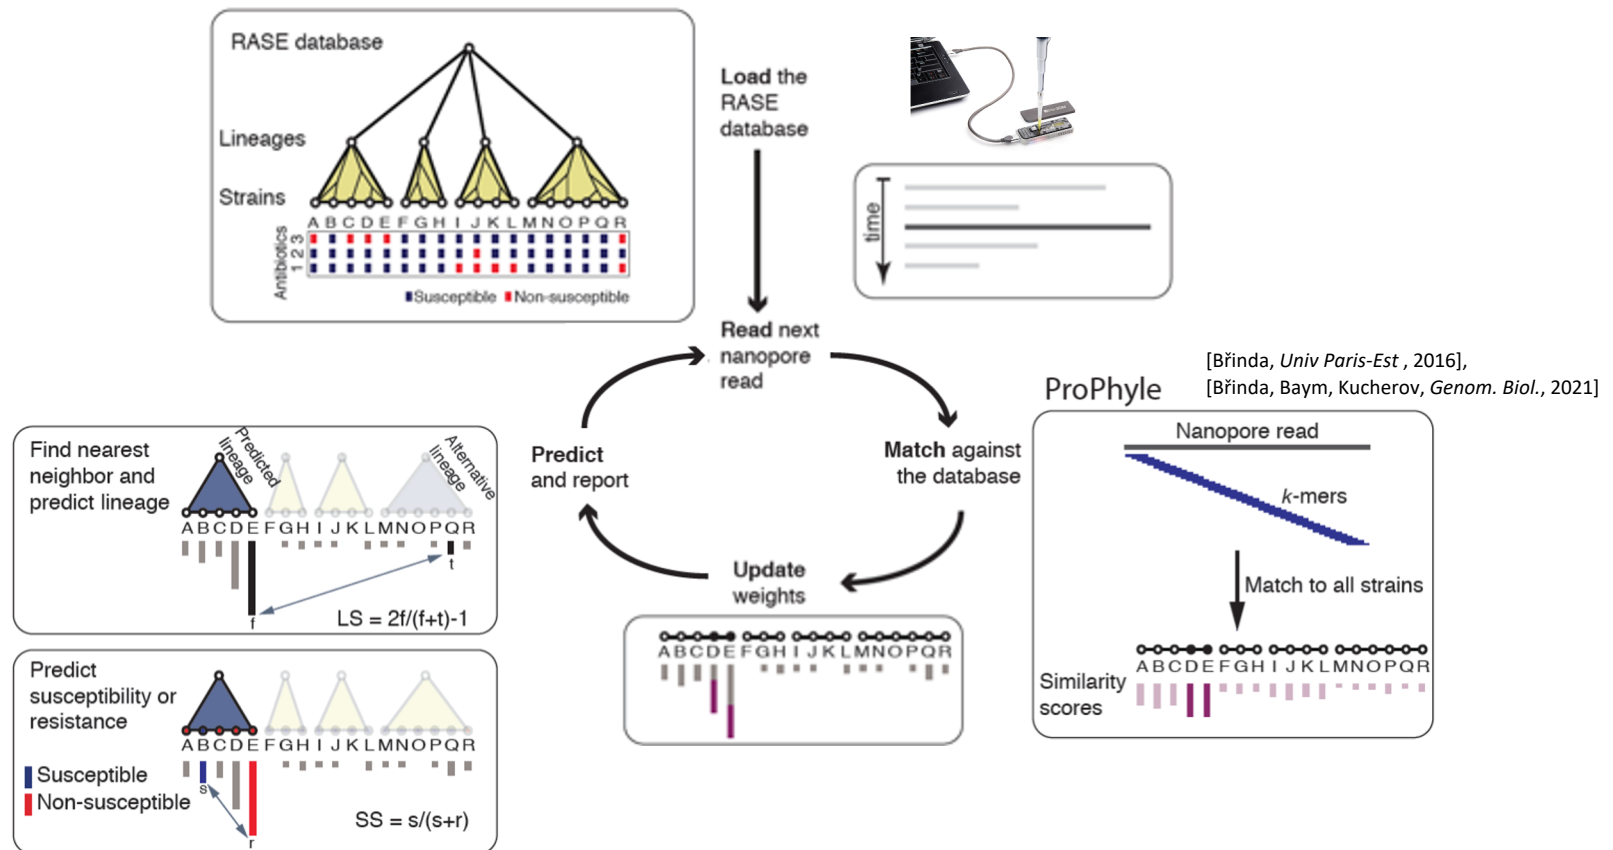 RASE database
Lineages
Strains
A B C D E F G H I J K L M N O P Q R
Antibiotics
1 2 3
Susceptible Non-susceptible
Load the
RASE
database
time
Read next
nanopore
read
[Břinda, Univ Paris-Est , 2016],
[Břinda, Baym, Kucherov, Genom. Biol., 2021]
ProPhyle
Nanopore read
k-mers
Match to all strains
A B C D E F G H I J K L M N O P Q R
Similarity
scores
Match against
the database
Update
weights
A B C D E F G H I J K L M N O P Q R
Predict
and report
Find nearest
neighbor and
predict lineage
Predicted
lineage
Alternative
lineage
A B C D E F G H I J K L M N O P Q R
t
f
LS = 2f/(f+t)-1
Predict
susceptibility or
resistance
A B C D E F G H I J K L M N O P Q R
Susceptible
Non-susceptible
s
r
SS = s/(s+r)